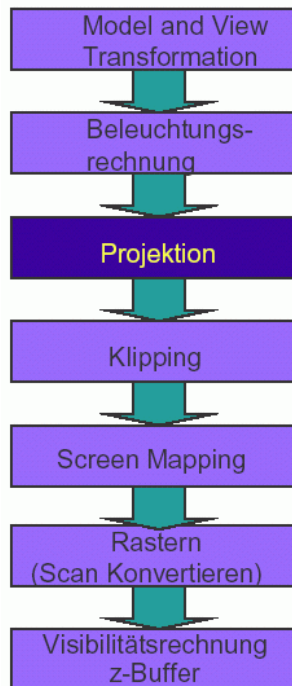 Model and View
Transformation
Beleuchtungs-
rechnung
Projektion
Klipping
Screen Mapping
Rastern
(Scan Konvertieren)
Visibilitätsrechnung
z-Buffer